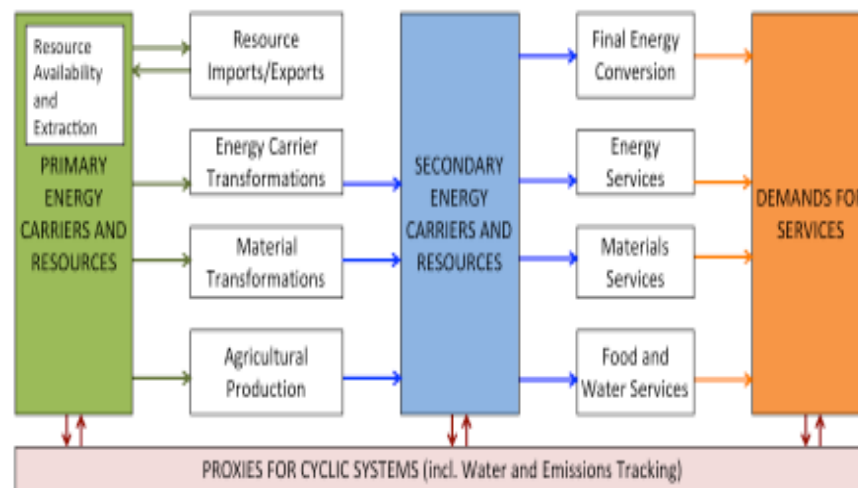 Resource
Availability
and
Extraction
PRIMARY
ENERGY
CARRIERS AND
RESOURCES
Resource
Imports/Exports
Energy Carrier
Transformations
Material
Transformations
Agricultural
Production
SECONDARY
ENERGY
CARRIERS AND
RESOURCES
Final Energy
Conversion
Energy
Services
Materials
Services
Food and
Water Services
DEMANDS FOR
SERVICES
PROXIES FOR CYCLIC SYSTEMS (incl. Water and Emissions Tracking)